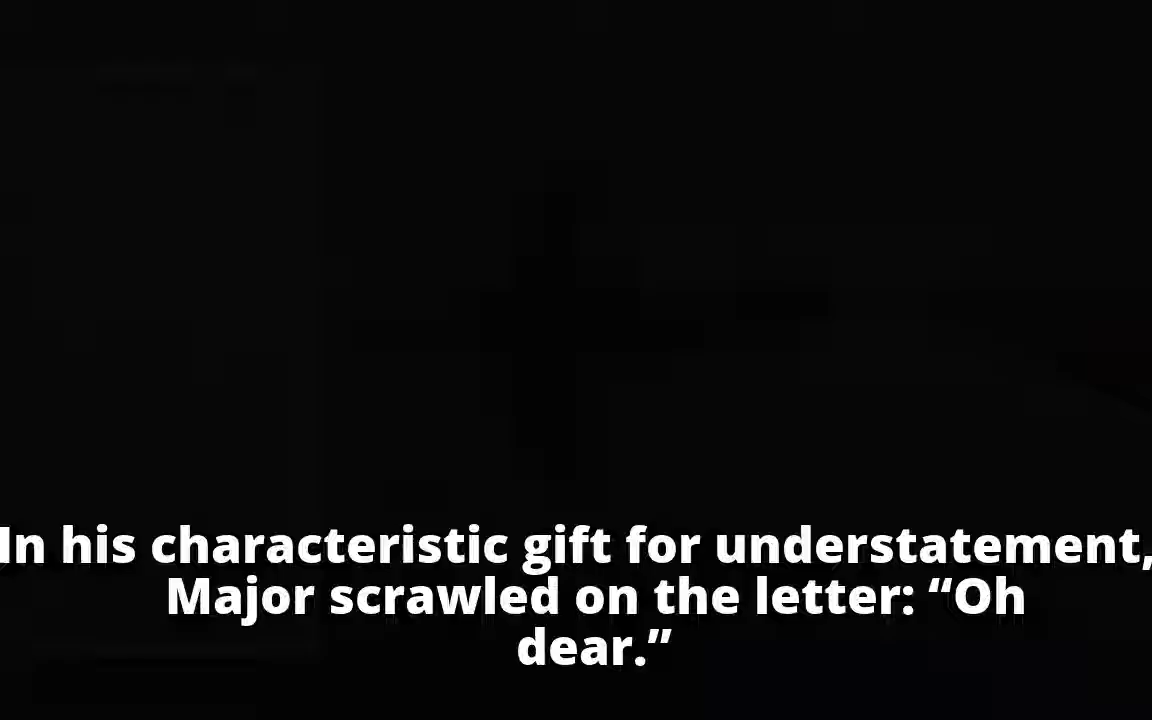 In his characteristic gift for understatement,
Major scrawled on the letter: “Oh
dear.”